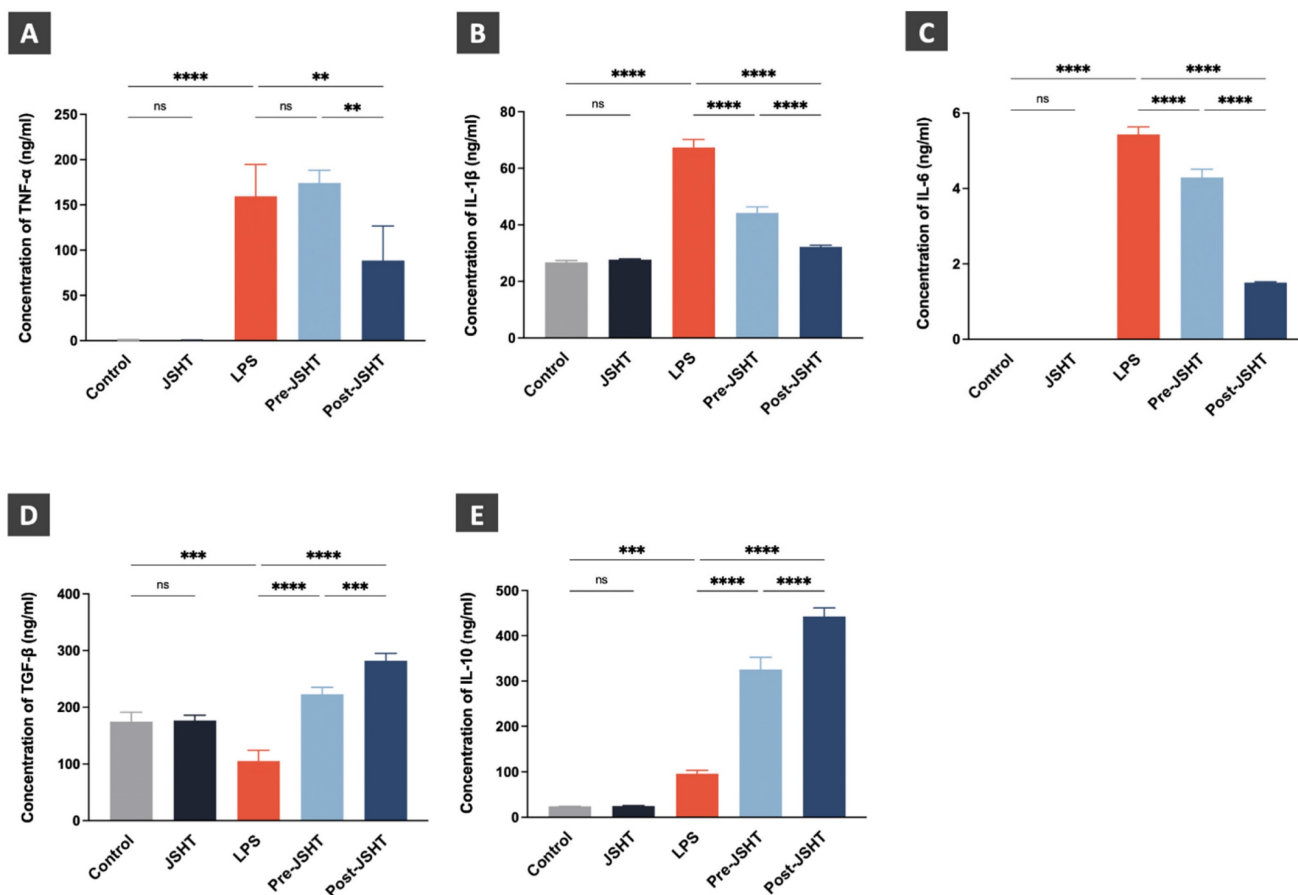 A
**** **
ns ns **
Concentration of TNF-α (ng/ml)
250
200
150
100
50
0
Control JSHT LPS Pre-JSHT Post-JSHT
B
**** ****
ns **** ****
Concentration of IL-1β (ng/ml)
80
60
40
20
0
Control JSHT LPS Pre-JSHT Post-JSHT
C
**** ****
ns **** ****
Concentration of IL-6 (ng/ml)
6
4
2
0
Control JSHT LPS Pre-JSHT Post-JSHT
D
*** ****
ns **** ***
Concentration of TGF-β (ng/ml)
400
300
200
100
0
Control JSHT LPS Pre-JSHT Post-JSHT
E
*** ****
ns **** ****
Concentration of IL-10 (ng/ml)
500
400
300
200
100
0
Control JSHT LPS Pre-JSHT Post-JSHT